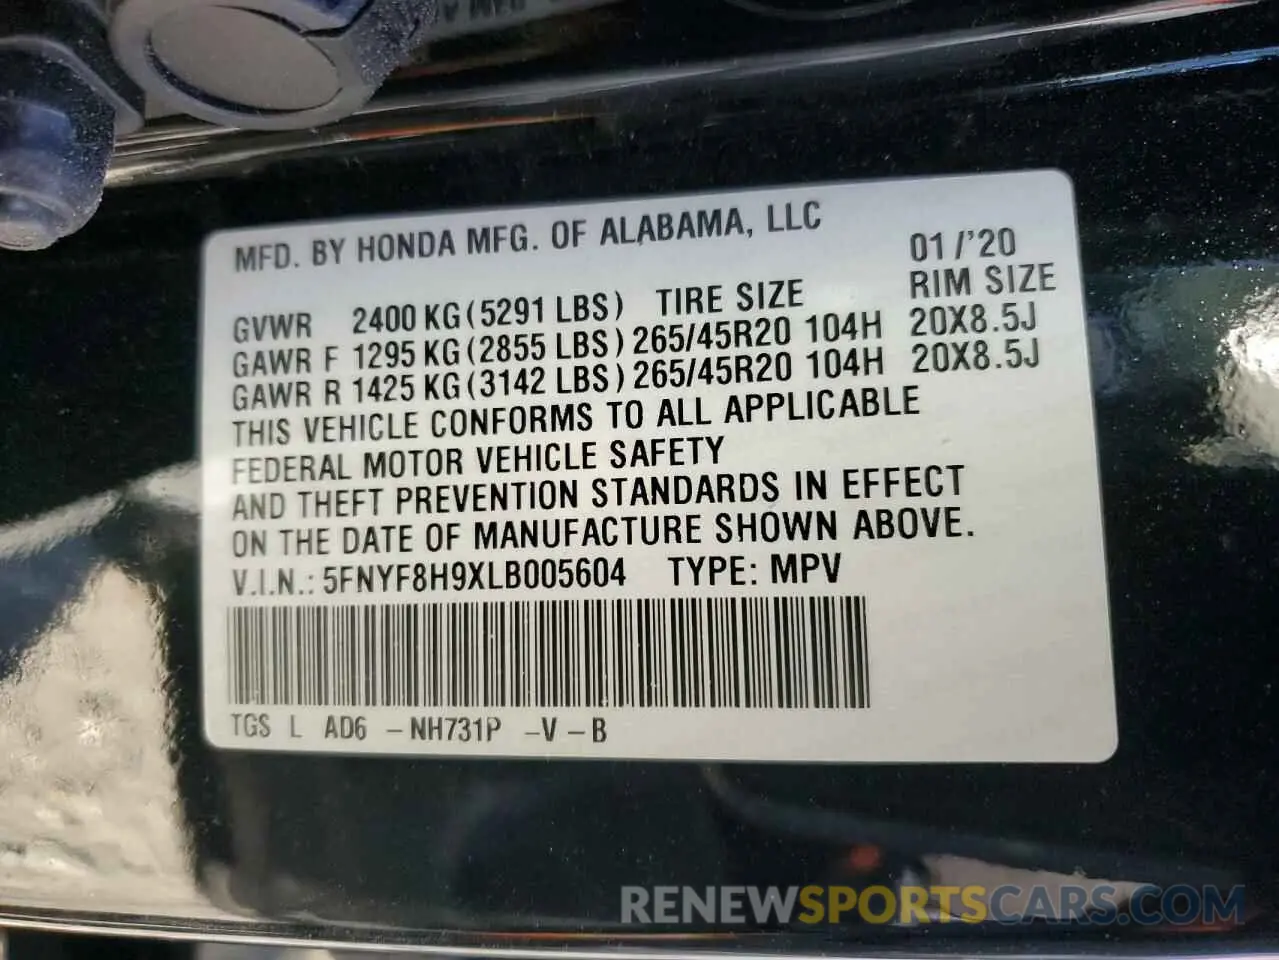 MFD. BY HONDA MFG. OF ALABAMA, LLC
01/'20
GVWR 2400 KG (5291 LBS) TIRE SIZE RIM SIZE
GAWR F 1295 KG (2855 LBS) 265/45R20 104H 20X8.5J
GAWR R 1425 KG (3142 LBS) 265/45R20 104H 20X8.5J
THIS VEHICLE CONFORMS TO ALL APPLICABLE
FEDERAL MOTOR VEHICLE SAFETY
AND THEFT PREVENTION STANDARDS IN EFFECT
ON THE DATE OF MANUFACTURE SHOWN ABOVE.
V.I.N.: 5FNYF8H9XLB005604 TYPE: MPV
TGS L AD6 -NH731P -V-B
RENEWSPORTSCARS.COM